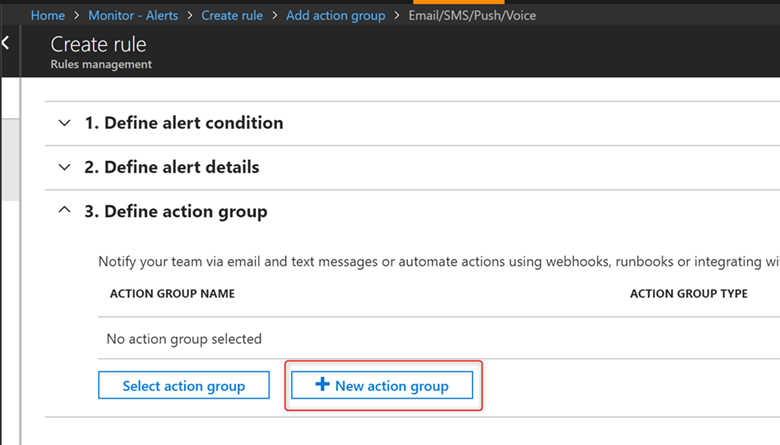 Home > Monitor - Alerts > Create rule > Add action group > Email/SMS/Push/Voice
Create rule
Rules management
1. Define alert condition
2. Define alert details
3. Define action group
Notify your team via email and text messages or automate actions using webhooks, runbooks or integrating
ACTION GROUP NAME ACTION GROUP TYPE
No action group selected
Select action group + New action group